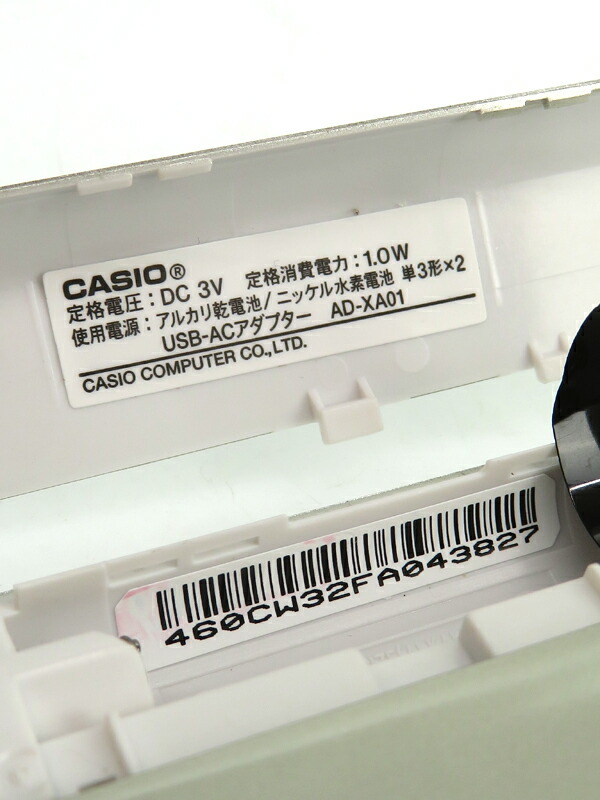 CASIO®
定格電圧：DC 3V 定格消費電力：1.0W
使用電源：アルカリ乾電池/ニッケル水素電池 単3形×2
USB-ACアダプター AD-XA01
CASIO COMPUTER CO.,LTD.
460CW32FA043827